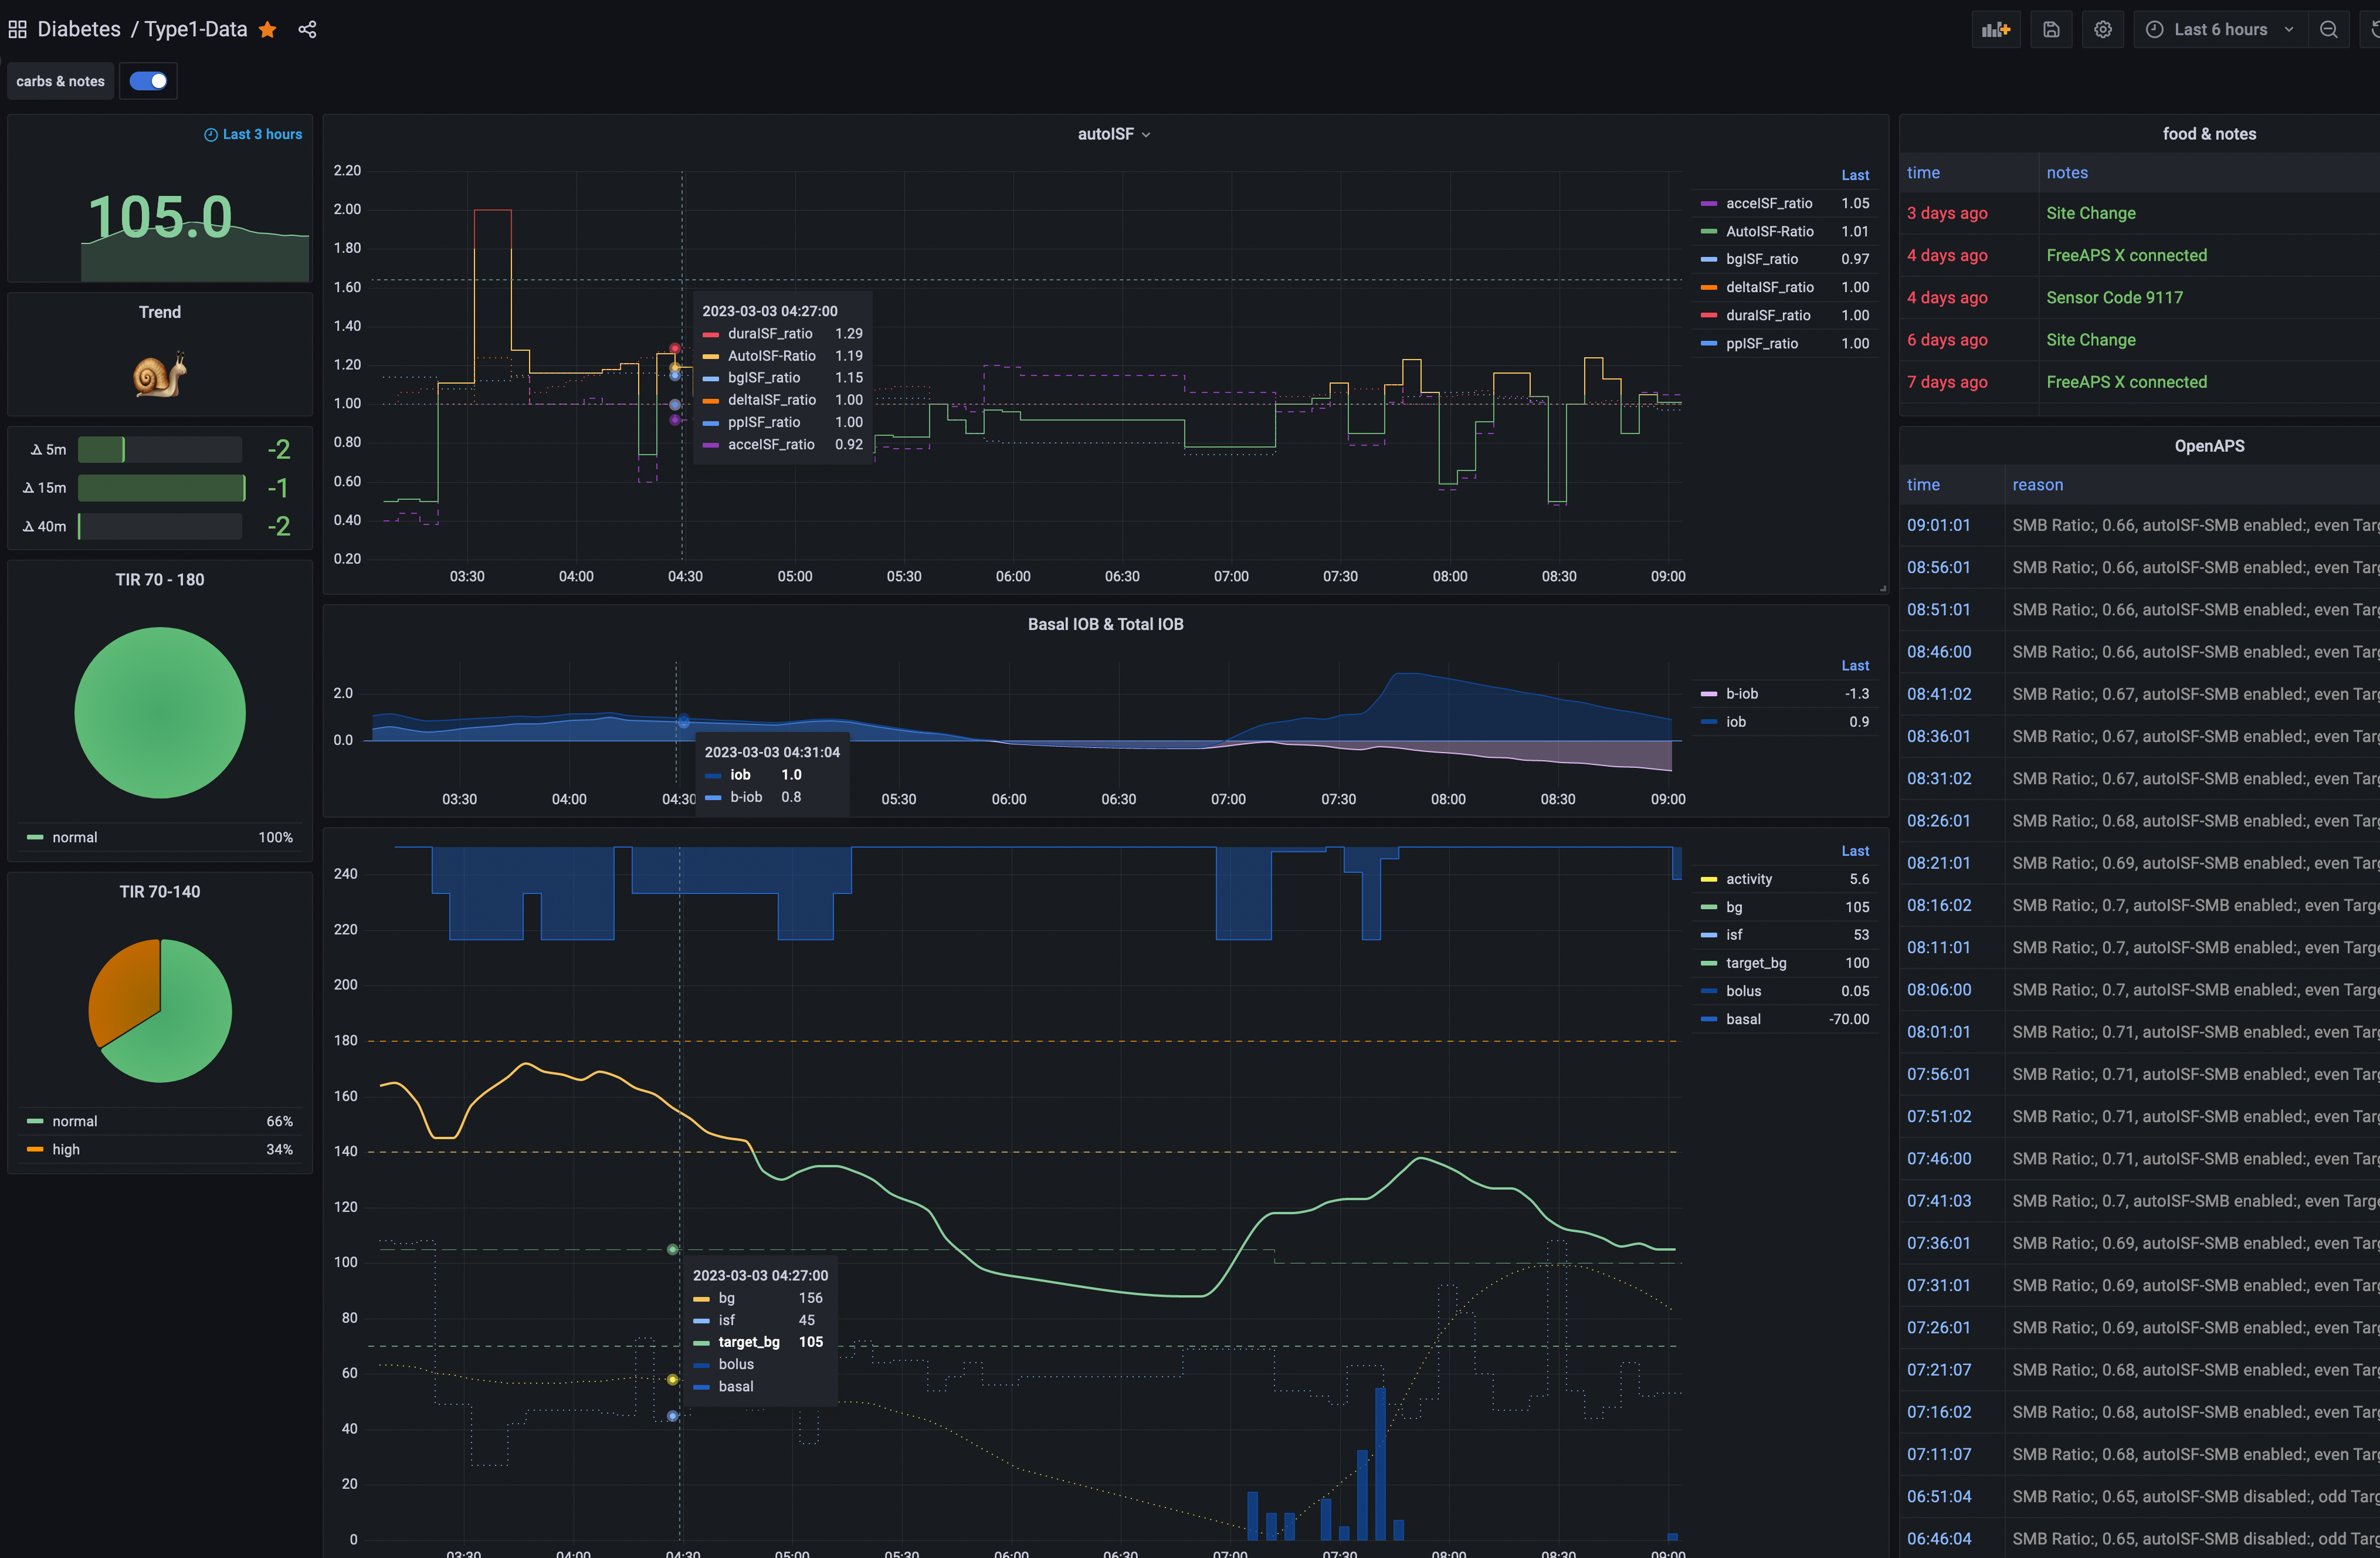 Diabetes / Type1-Data
Last 6 hours
carbs & notes
Last 3 hours
105.0
Trend
Δ 5m -2
Δ 15m -1
Δ 40m -2
TIR 70 - 180
normal 100%
TIR 70-140
normal 66%
high 34%
autoISF
2.20
2.00
1.80
1.60
1.40
1.20
1.00
0.80
0.60
0.40
0.20
03:30 04:00 04:30 05:00 05:30 06:00 06:30 07:00 07:30 08:00 08:30 09:00
2023-03-03 04:27:00
duraISF_ratio 1.29
AutoISF-Ratio 1.19
bgISF_ratio 1.15
deltaISF_ratio 1.00
ppISF_ratio 1.00
acceISF_ratio 0.92
Last
acceISF_ratio 1.05
AutoISF-Ratio 1.01
bgISF_ratio 0.97
deltaISF_ratio 1.00
duraISF_ratio 1.00
ppISF_ratio 1.00
Basal IOB & Total IOB
2.0
0.0
03:30 04:00 04:30 05:30 06:00 06:30 07:00 07:30 08:00 08:30 09:00
2023-03-03 04:31:04
iob 1.0
b-iob 0.8
Last
b-iob -1.3
iob 0.9
240
220
200
180
160
140
120
100
80
60
40
20
0
03:30 04:00 04:30 05:00 05:30 06:00 06:30 07:00 07:30 08:00 08:30 09:00
2023-03-03 04:27:00
bg 156
isf 45
target_bg 105
bolus
basal
Last
activity 5.6
bg 105
isf 53
target_bg 100
bolus 0.05
basal -70.00
food & notes
time notes
3 days ago Site Change
4 days ago FreeAPS X connected
4 days ago Sensor Code 9117
6 days ago Site Change
7 days ago FreeAPS X connected
OpenAPS
time reason
09:01:01 SMB Ratio:, 0.66, autoISF-SMB enabled:, even Targ
08:56:01 SMB Ratio:, 0.66, autoISF-SMB enabled:, even Targ
08:51:01 SMB Ratio:, 0.66, autoISF-SMB enabled:, even Targ
08:46:00 SMB Ratio:, 0.66, autoISF-SMB enabled:, even Targ
08:41:02 SMB Ratio:, 0.67, autoISF-SMB enabled:, even Targ
08:36:01 SMB Ratio:, 0.67, autoISF-SMB enabled:, even Targ
08:31:02 SMB Ratio:, 0.67, autoISF-SMB enabled:, even Targ
08:26:01 SMB Ratio:, 0.68, autoISF-SMB enabled:, even Targ
08:21:01 SMB Ratio:, 0.69, autoISF-SMB enabled:, even Targ
08:16:02 SMB Ratio:, 0.7, autoISF-SMB enabled:, even Targe
08:11:01 SMB Ratio:, 0.7, autoISF-SMB enabled:, even Targe
08:06:00 SMB Ratio:, 0.7, autoISF-SMB enabled:, even Targe
08:01:01 SMB Ratio:, 0.71, autoISF-SMB enabled:, even Targ
07:56:01 SMB Ratio:, 0.71, autoISF-SMB enabled:, even Targ
07:51:02 SMB Ratio:, 0.71, autoISF-SMB enabled:, even Targ
07:46:00 SMB Ratio:, 0.71, autoISF-SMB enabled:, even Targ
07:41:03 SMB Ratio:, 0.7, autoISF-SMB enabled:, even Targe
07:36:01 SMB Ratio:, 0.69, autoISF-SMB enabled:, even Targ
07:31:01 SMB Ratio:, 0.69, autoISF-SMB enabled:, even Targ
07:26:01 SMB Ratio:, 0.69, autoISF-SMB enabled:, even Targ
07:21:07 SMB Ratio:, 0.68, autoISF-SMB enabled:, even Targ
07:16:02 SMB Ratio:, 0.68, autoISF-SMB enabled:, even Targ
07:11:07 SMB Ratio:, 0.68, autoISF-SMB enabled:, even Targ
06:51:04 SMB Ratio:, 0.65, autoISF-SMB disabled:, odd Targ
06:46:04 SMB Ratio:, 0.65, autoISF-SMB disabled:, odd Targ